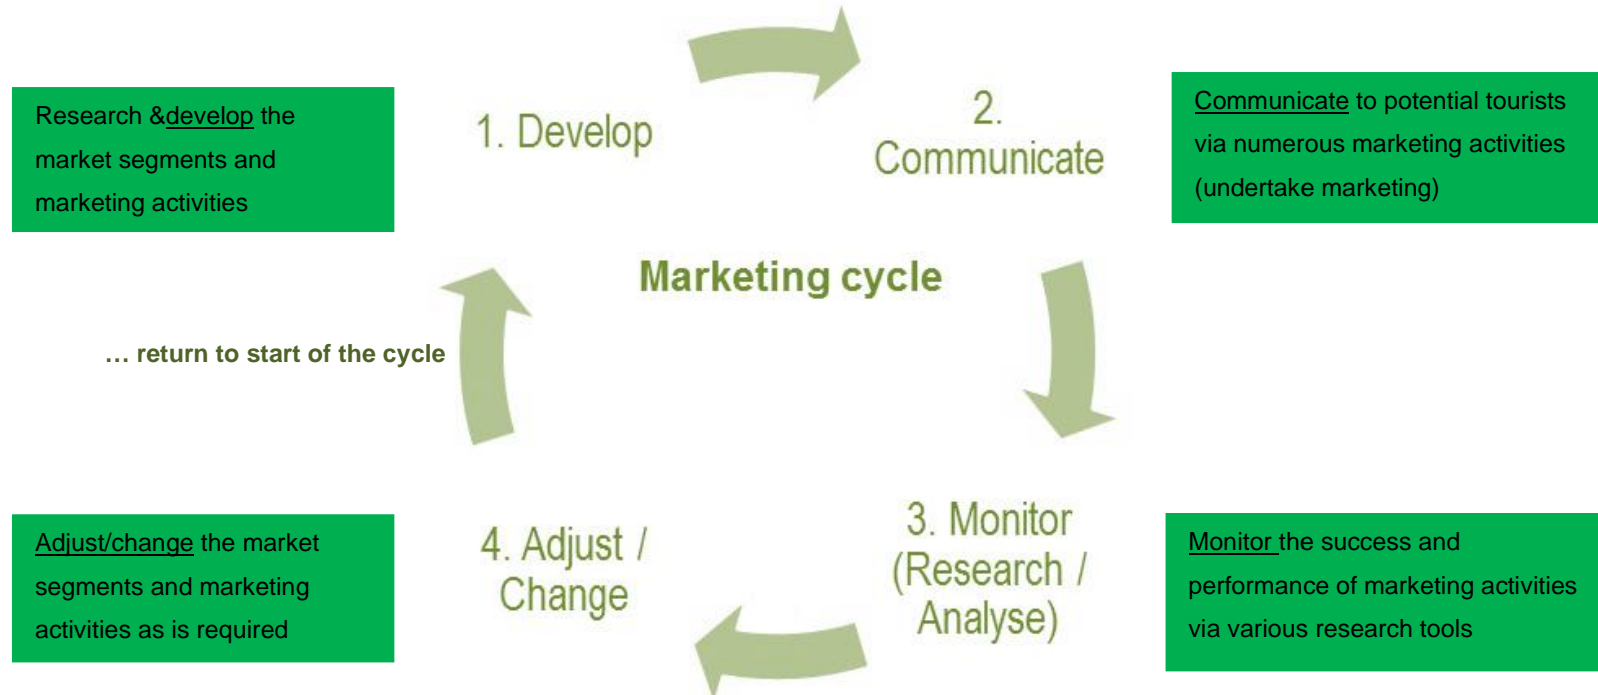 Research &develop the
market segments and
marketing activities
1. Develop
2.
Communicate
Communicate to potential tourists
via numerous marketing activities
(undertake marketing)
Marketing cycle
… return to start of the cycle
Adjust/change the market
segments and marketing
activities as is required
4. Adjust /
Change
3. Monitor
(Research /
Analyse)
Monitor the success and
performance of marketing activities
via various research tools